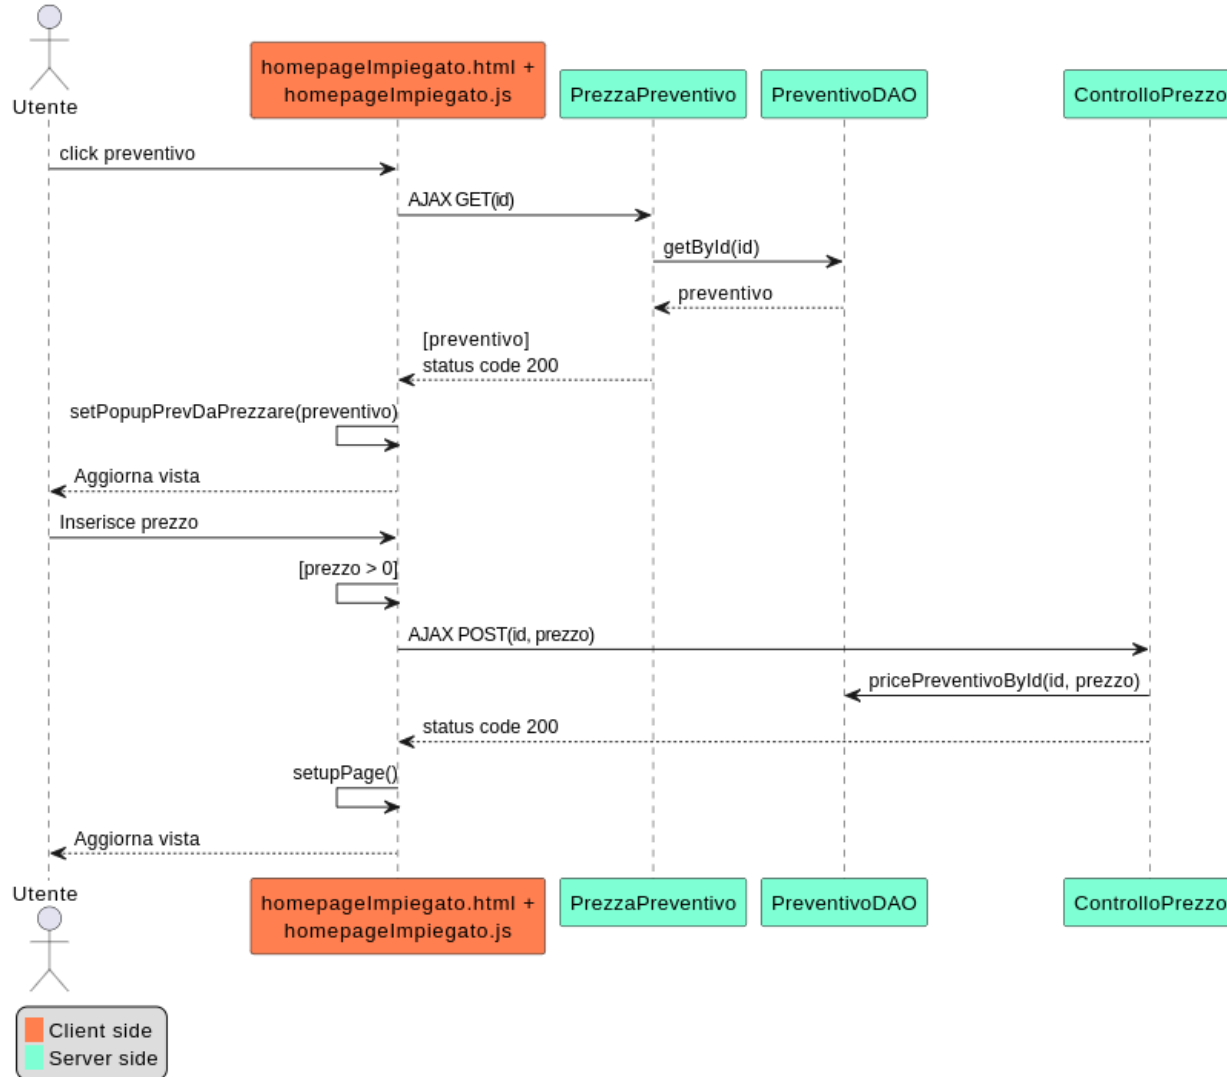 Utente
homepageImpiegato.html +
homepageImpiegato.js
PrezzaPreventivo
PreventivoDAO
ControlloPrezzo
click preventivo
AJAX GET(id)
getById(id)
preventivo
[preventivo]
status code 200
setPopupPrevDaPrezzare(preventivo)
Aggiorna vista
Inserisce prezzo
[prezzo > 0]
AJAX POST(id, prezzo)
pricePreventivoById(id, prezzo)
status code 200
setupPage()
Aggiorna vista
Utente
homepageImpiegato.html +
homepageImpiegato.js
PrezzaPreventivo
PreventivoDAO
ControlloPrezzo
Client side
Server side